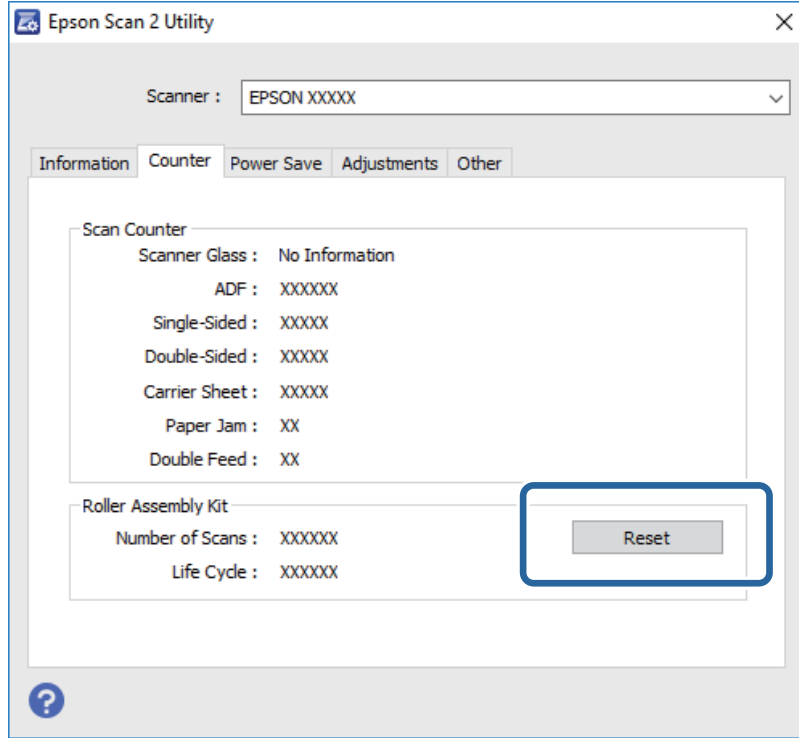 Epson Scan 2 Utility
Scanner : EPSON XXXXX
Information Counter Power Save Adjustments Other
Scan Counter
Scanner Glass : No Information
ADF : XXXXXX
Single-Sided : XXXXX
Double-Sided : XXXXX
Carrier Sheet : XXXXX
Paper Jam : XX
Double Feed : XX
Roller Assembly Kit
Number of Scans : XXXXXX Reset
Life Cycle : XXXXXX
?